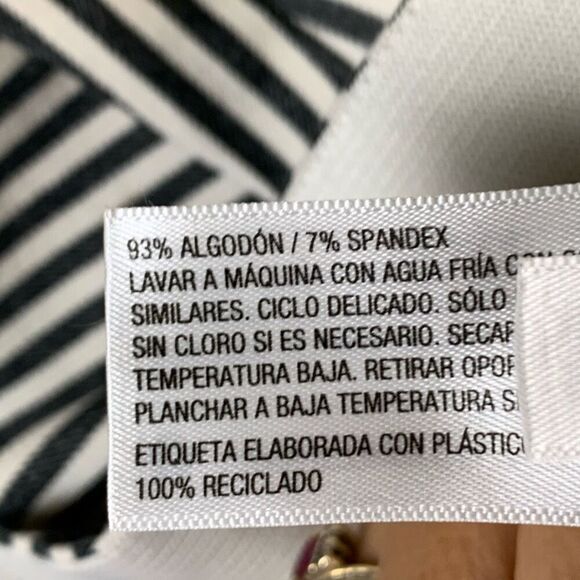 93% ALGODÓN / 7% SPANDEX
LAVAR A MÁQUINA CON AGUA FRÍA
SIMILARES. CICLO DELICADO. SÓLO
SIN CLORO SI ES NECESARIO.
TEMPERATURA BAJA. RETIRAR
PLANCHAR A BAJA TEMPERATURA
ETIQUETA ELABORADA CON
100% RECICLADO